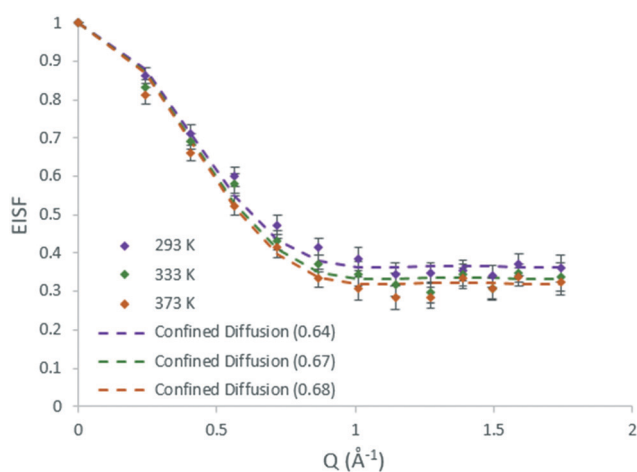 1
0.9
0.8
0.7
0.6
0.5
0.4
0.3
0.2
0.1
0
EISF
293 K
333 K
373 K
Confined Diffusion (0.64)
Confined Diffusion (0.67)
Confined Diffusion (0.68)
0 0.5 1 1.5 2
Q (Å⁻¹)